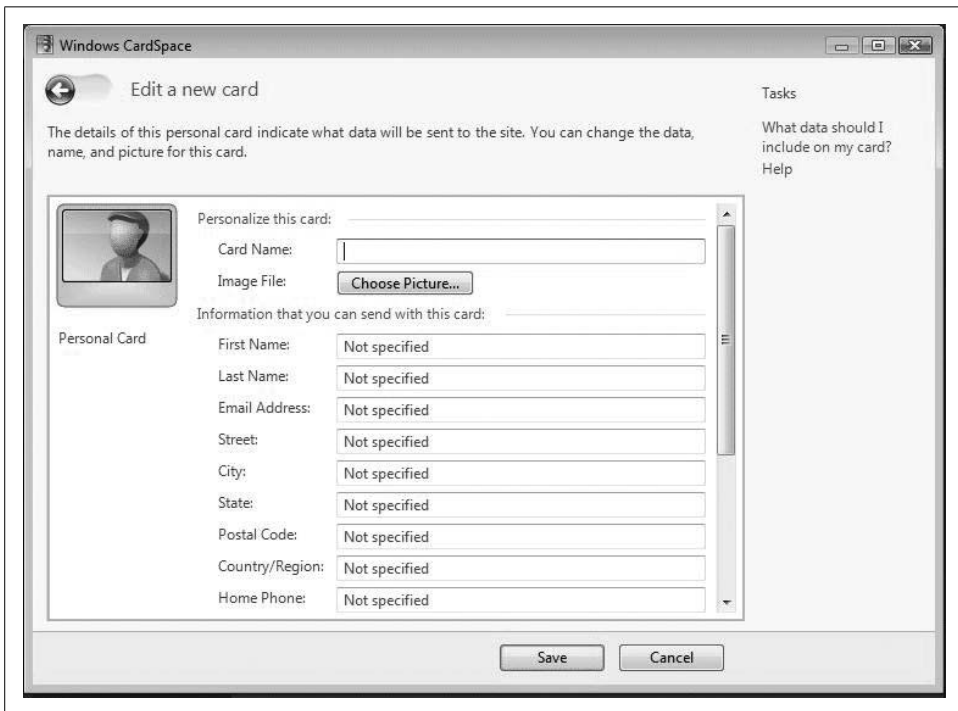 Windows CardSpace
Edit a new card
The details of this personal card indicate what data will be sent to the site. You can change the data,
name, and picture for this card.
Tasks
What data should I
include on my card?
Help
Personal Card
Personalize this card:
Card Name:
Image File: Choose Picture...
Information that you can send with this card:
First Name: Not specified
Last Name: Not specified
Email Address: Not specified
Street: Not specified
City: Not specified
State: Not specified
Postal Code: Not specified
Country/Region: Not specified
Home Phone: Not specified
Save Cancel